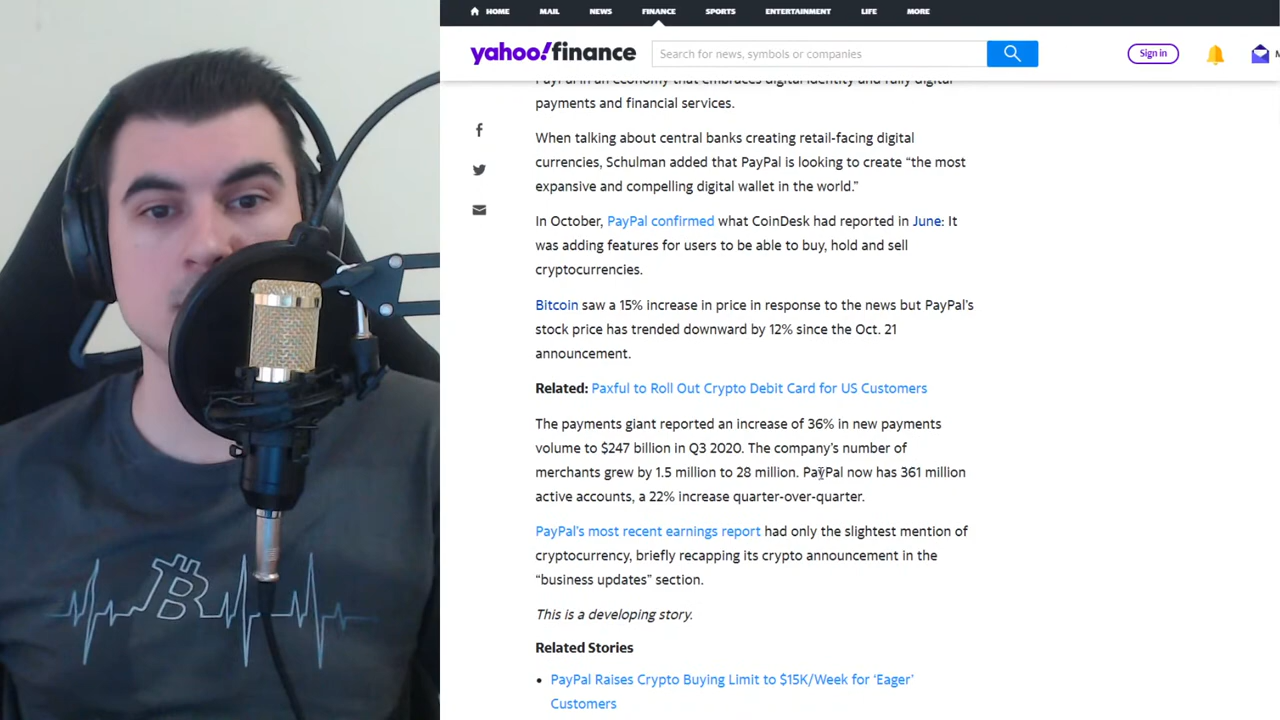 HOME MAIL NEWS FINANCE SPORTS ENTERTAINMENT LIFE MORE
yahoo!finance
Search for news, symbols or companies
Sign in
M
payments and financial services.
When talking about central banks creating retail-facing digital
currencies, Schulman added that PayPal is looking to create “the most
expansive and compelling digital wallet in the world.”
In October, PayPal confirmed what CoinDesk had reported in June: It
was adding features for users to be able to buy, hold and sell
cryptocurrencies.
Bitcoin saw a 15% increase in price in response to the news but PayPal’s
stock price has trended downward by 12% since the Oct. 21
announcement.
Related: Paxful to Roll Out Crypto Debit Card for US Customers
The payments giant reported an increase of 36% in new payments
volume to $247 billion in Q3 2020. The company’s number of
merchants grew by 1.5 million to 28 million. PayPal now has 361 million
active accounts, a 22% increase quarter-over-quarter.
PayPal’s most recent earnings report had only the slightest mention of
cryptocurrency, briefly recapping its crypto announcement in the
“business updates” section.
This is a developing story.
Related Stories
• PayPal Raises Crypto Buying Limit to $15K/Week for ‘Eager’
Customers